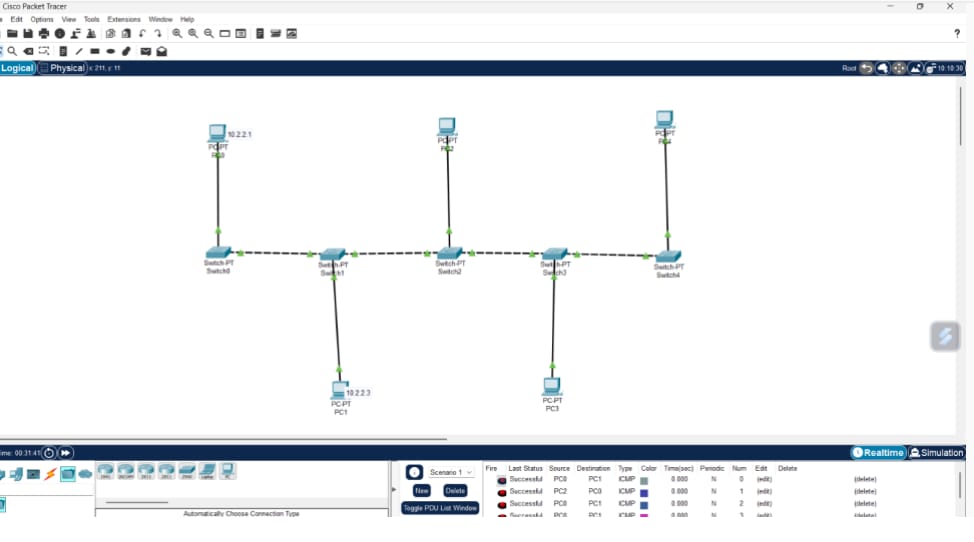 Cisco Packet Tracer
Edit Options View Tools Extensions Window Help
?
Logical Physical x: 211, y: 11
Root 10:10:30
10.2.2.1
PC-PT
PC-PT
PC-PT
Switch-PT
Switch0
Switch-PT
Switch1
Switch-PT
Switch2
Switch-PT
Switch3
Switch-PT
Switch4
10.2.2.3
PC-PT
PC1
PC-PT
PC3
ime: 00:31:41
Realtime Simulation
Scenario 1
New Delete
Toggle PDU List Window
Automatically Choose Connection Type
Fire Last Status Source Destination Type Color Time(sec) Periodic Num Edit Delete
Successful PC0 PC1 ICMP 0.000 N 0 (edit) (delete)
Successful PC2 PC0 ICMP 0.000 N 1 (edit) (delete)
Successful PC0 PC1 ICMP 0.000 N 2 (edit) (delete)
Successful PC0 PC1 ICMP 0.000 N 3 (edit) (delete)